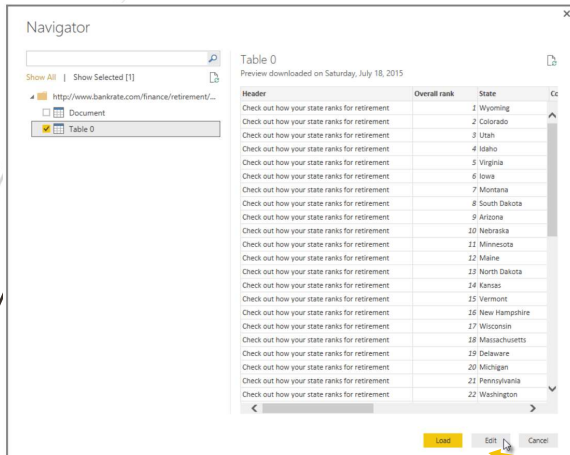 Navigator
Show All | Show Selected [1]
http://www.bankrate.com/finance/retirement/...
Document
Table 0
Table 0
Preview downloaded on Saturday, July 18, 2015
Header Overall rank State Co
Check out how your state ranks for retirement 1 Wyoming
Check out how your state ranks for retirement 2 Colorado
Check out how your state ranks for retirement 3 Utah
Check out how your state ranks for retirement 4 Idaho
Check out how your state ranks for retirement 5 Virginia
Check out how your state ranks for retirement 6 Iowa
Check out how your state ranks for retirement 7 Montana
Check out how your state ranks for retirement 8 South Dakota
Check out how your state ranks for retirement 9 Arizona
Check out how your state ranks for retirement 10 Nebraska
Check out how your state ranks for retirement 11 Minnesota
Check out how your state ranks for retirement 12 Maine
Check out how your state ranks for retirement 13 North Dakota
Check out how your state ranks for retirement 14 Kansas
Check out how your state ranks for retirement 15 Vermont
Check out how your state ranks for retirement 16 New Hampshire
Check out how your state ranks for retirement 17 Wisconsin
Check out how your state ranks for retirement 18 Massachusetts
Check out how your state ranks for retirement 19 Delaware
Check out how your state ranks for retirement 20 Michigan
Check out how your state ranks for retirement 21 Pennsylvania
Check out how your state ranks for retirement 22 Washington
Load Edit Cancel